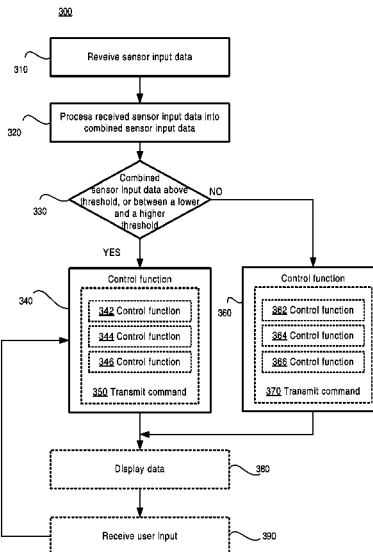 300
Reveive sensor input data
310
Process received sensor input data into
combined sensor input data
320
Combined
sensor input data above
threshold, or between a lower
and a higher
threshold
330
NO
YES
Control function
340
342 Control function
344 Control function
346 Control function
350 Transmit command
Control function
360
362 Control function
364 Control function
366 Control function
370 Transmit command
Display data
380
Receive user Input
390